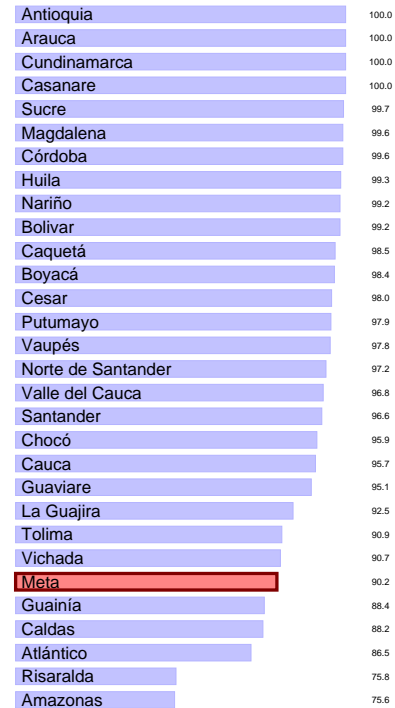 Antioquia 100.0
Arauca 100.0
Cundinamarca 100.0
Casanare 100.0
Sucre 99.7
Magdalena 99.6
Córdoba 99.6
Huila 99.3
Nariño 99.2
Bolivar 99.2
Caquetá 98.5
Boyacá 98.4
Cesar 98.0
Putumayo 97.9
Vaupés 97.8
Norte de Santander 97.2
Valle del Cauca 96.8
Santander 96.6
Chocó 95.9
Cauca 95.7
Guaviare 95.1
La Guajira 92.5
Tolima 90.9
Vichada 90.7
Meta 90.2
Guainía 88.4
Caldas 88.2
Atlántico 86.5
Risaralda 75.8
Amazonas 75.6